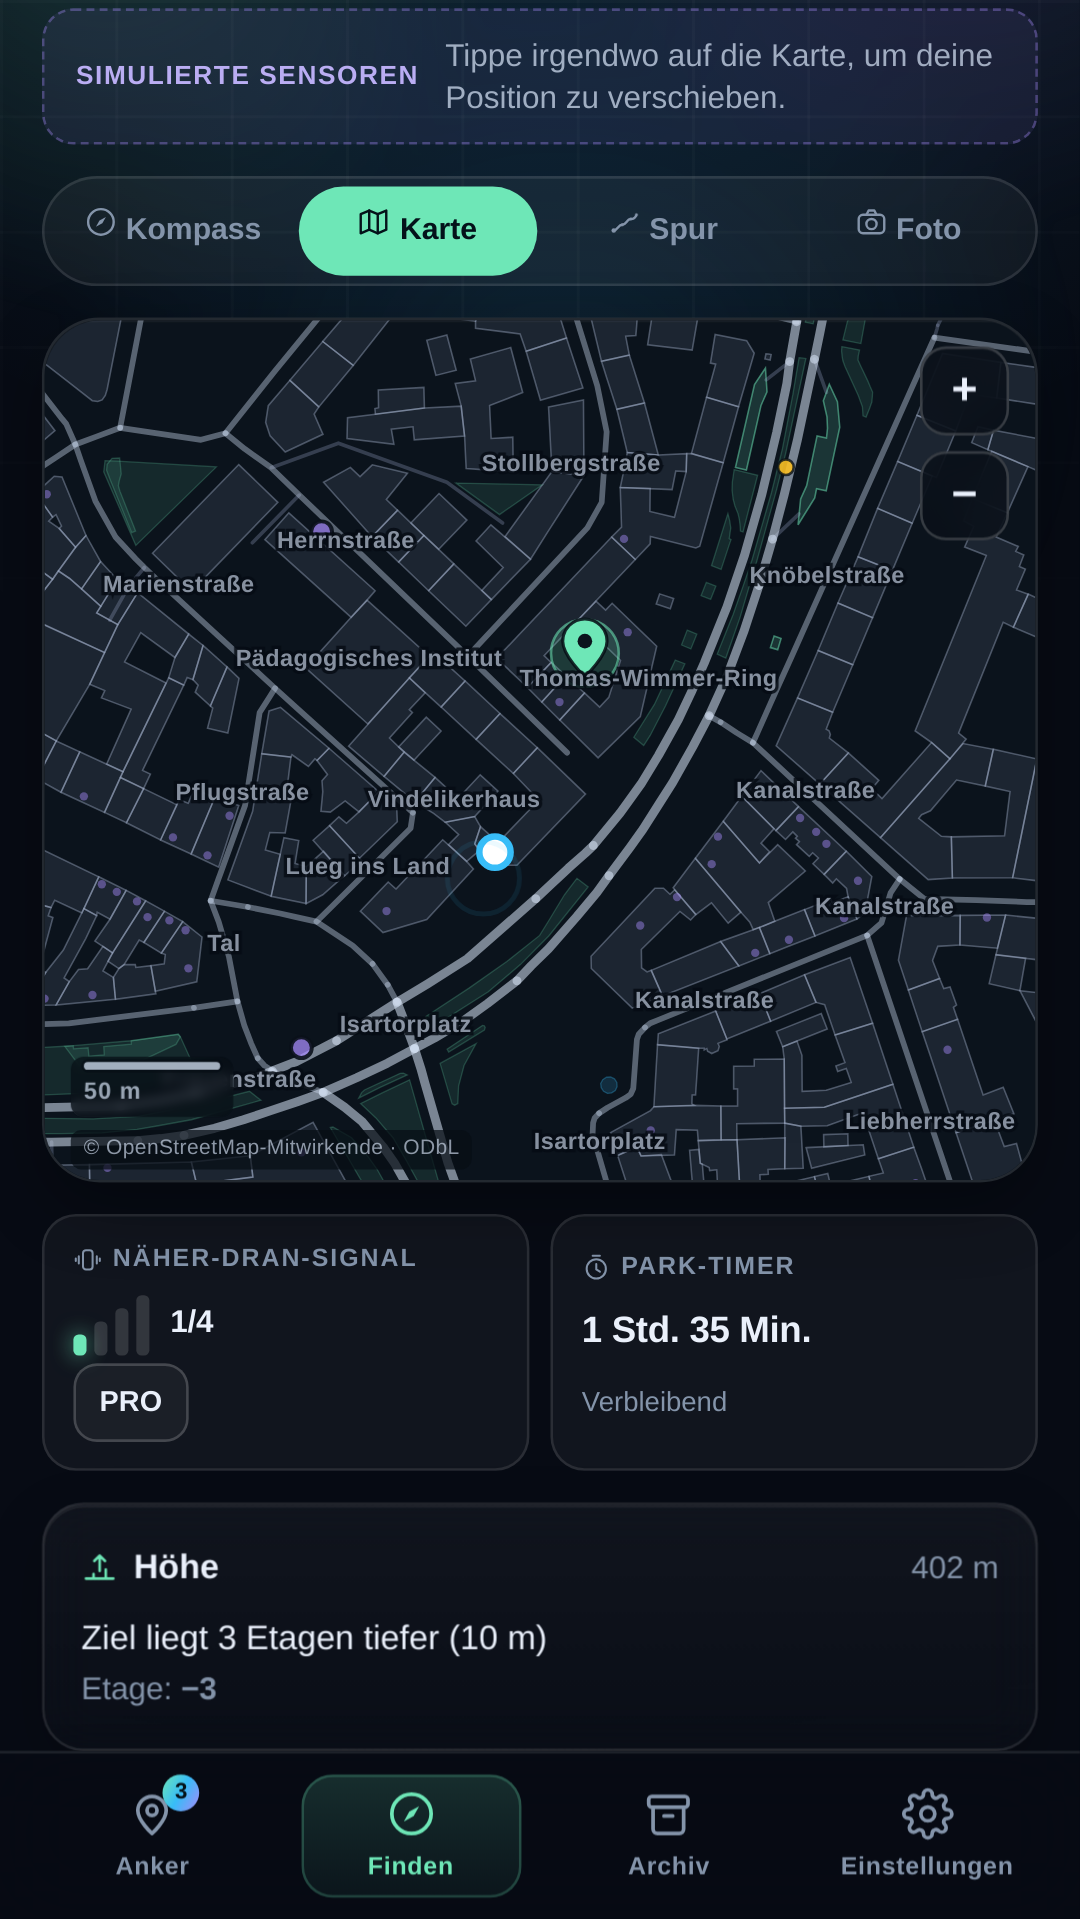 SIMULIERTE SENSOREN
Tippe irgendwo auf die Karte, um deine
Position zu verschieben.
Kompass
Karte
Spur
Foto
+
Stollbergstraße
−
Herrnstraße
Knöbelstraße
Marienstraße
Pädagogisches Institut
Thomas-Wimmer-Ring
Pflugstraße
Vindelikerhaus
Kanalstraße
Lueg ins Land
Kanalstraße
Tal
Kanalstraße
Isartorplatz
nstraße
50 m
Liebherrstraße
© OpenStreetMap-Mitwirkende · ODbL
Isartorplatz
NÄHER-DRAN-SIGNAL
1/4
PRO
PARK-TIMER
1 Std. 35 Min.
Verbleibend
Höhe
402 m
Ziel liegt 3 Etagen tiefer (10 m)
Etage: −3
3
Anker
Finden
Archiv
Einstellungen